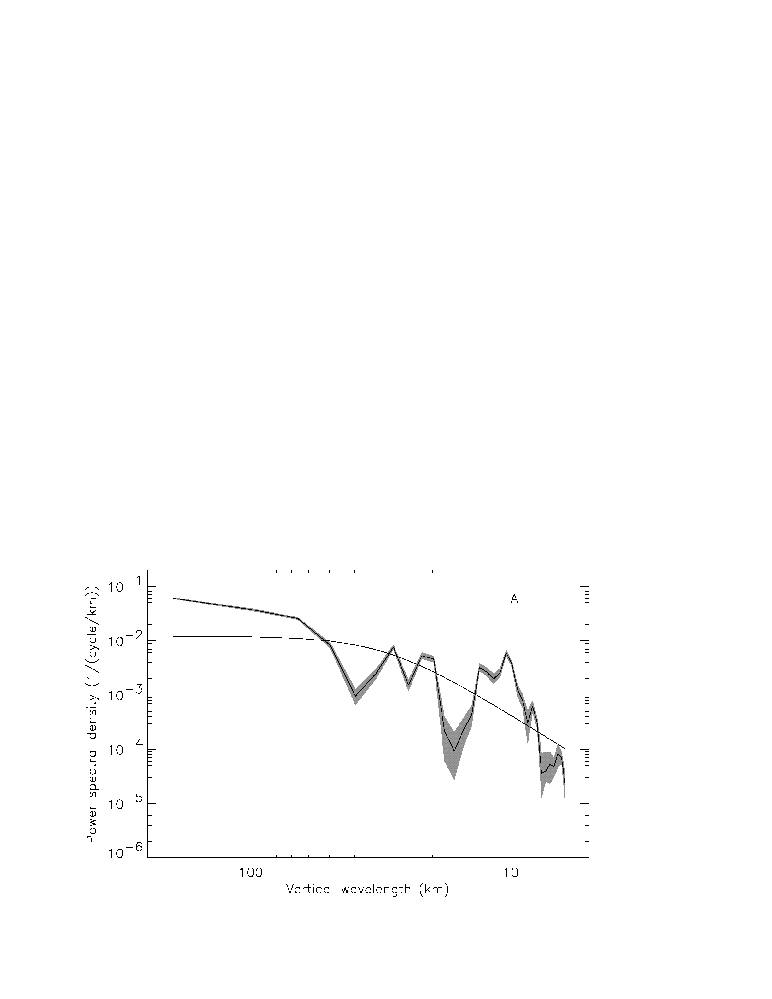 A
10⁻¹
10⁻²
10⁻³
10⁻⁴
10⁻⁵
10⁻⁶
Power spectral density (1/(cycle/km))
100 10
Vertical wavelength (km)